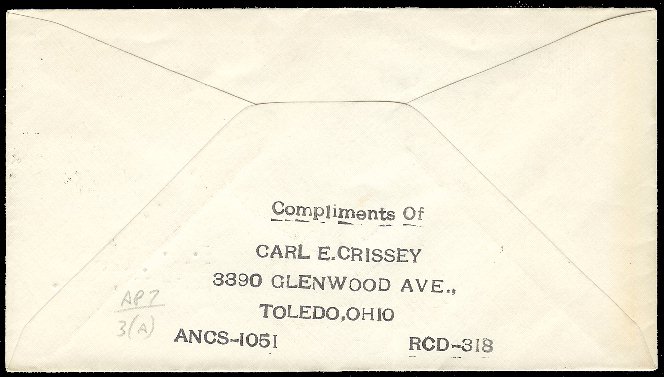 Compliments Of
CARL E.CRISSEY
3390 GLENWOOD AVE.,
TOLEDO,OHIO
ANCS-1051 RCD-318
AP7
3(A)